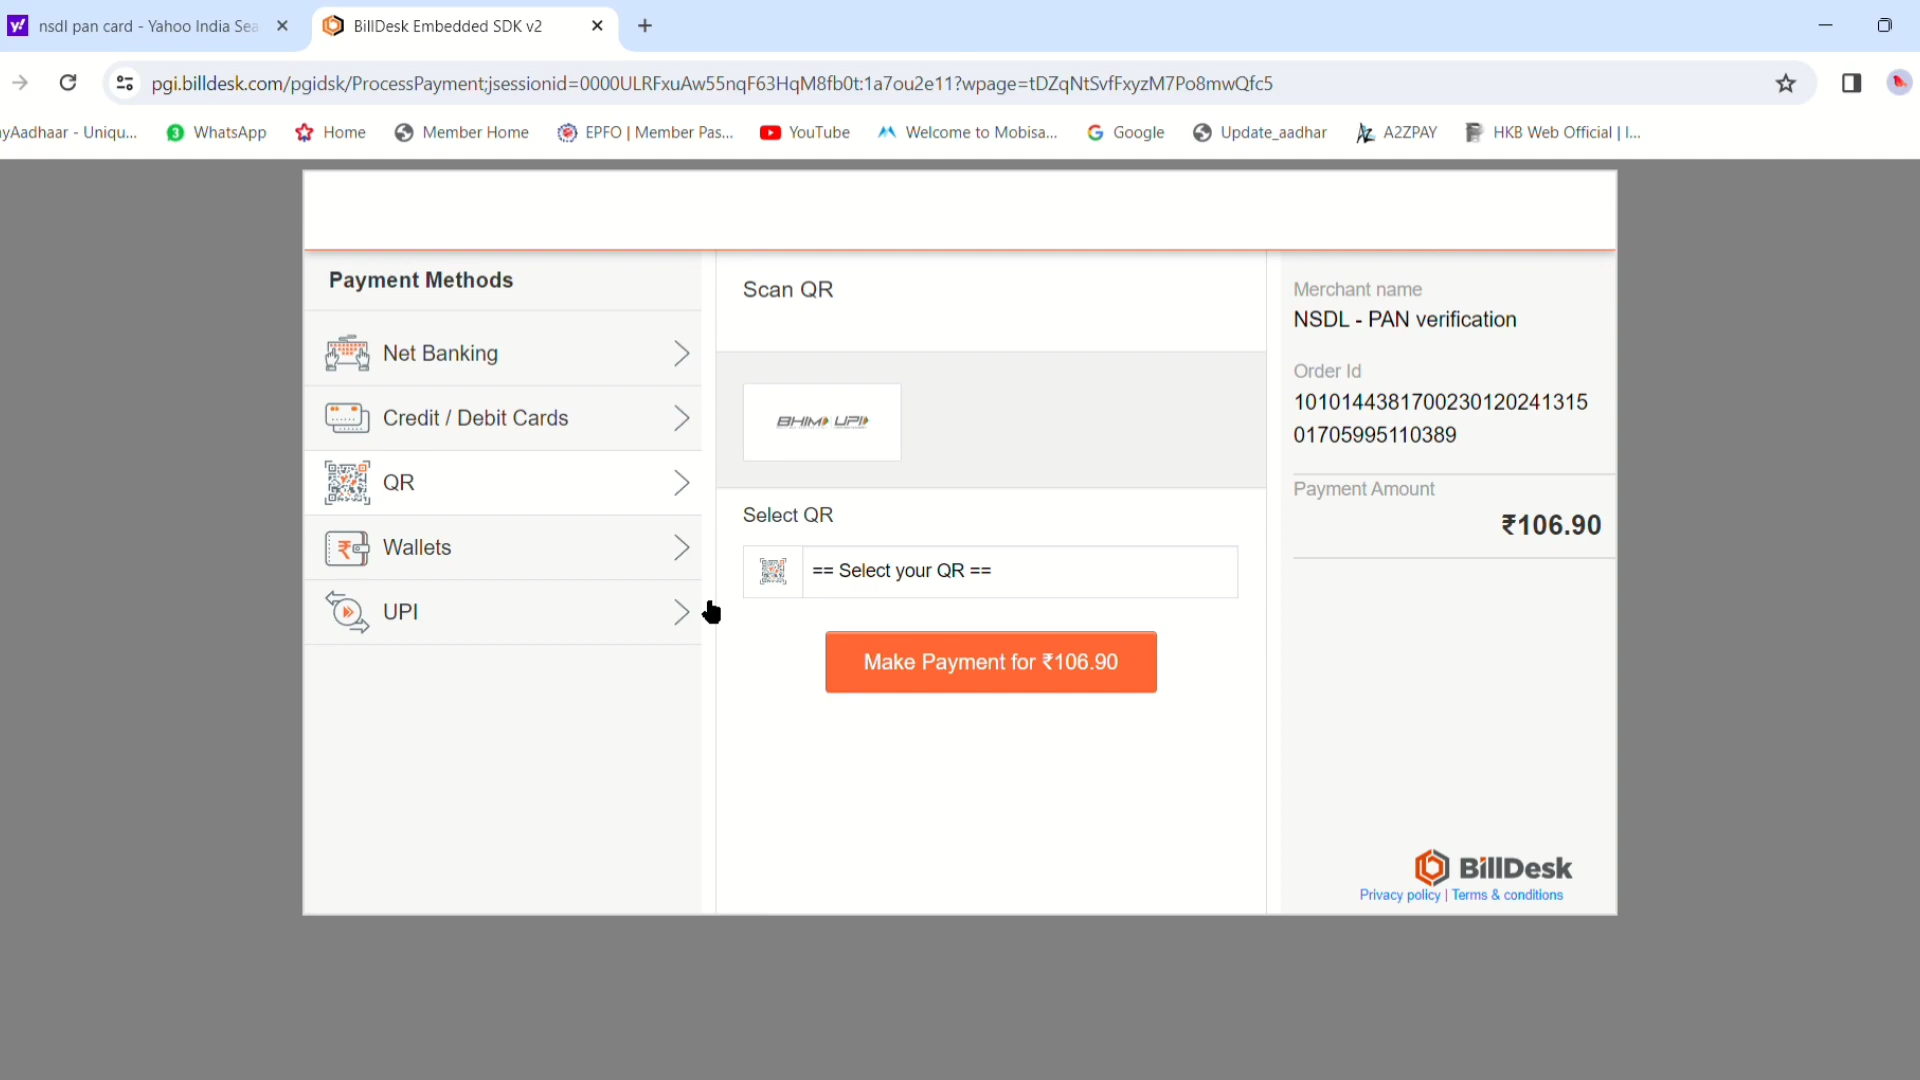 nsdl pan card - Yahoo India Sea
BillDesk Embedded SDK v2
pgi.billdesk.com/pgidsk/ProcessPayment;jsessionid=0000ULRFxuAw55nqF63HqM8fb0t:1a7ou2e11?wpage=tDZqNtSvfFxyzM7Po8mwQfc5
yAadhaar - Uniqu...
WhatsApp
Home
Member Home
EPFO | Member Pas...
YouTube
Welcome to Mobisa...
Google
Update_aadhar
A2ZPAY
HKB Web Official | I...
Payment Methods
Net Banking
Credit / Debit Cards
QR
Wallets
UPI
Scan QR
BHIM UPI
Select QR
== Select your QR ==
Make Payment for ₹106.90
Merchant name
NSDL - PAN verification
Order Id
1010144381700230120241315
01705995110389
Payment Amount
₹106.90
BillDesk
Privacy policy | Terms & conditions